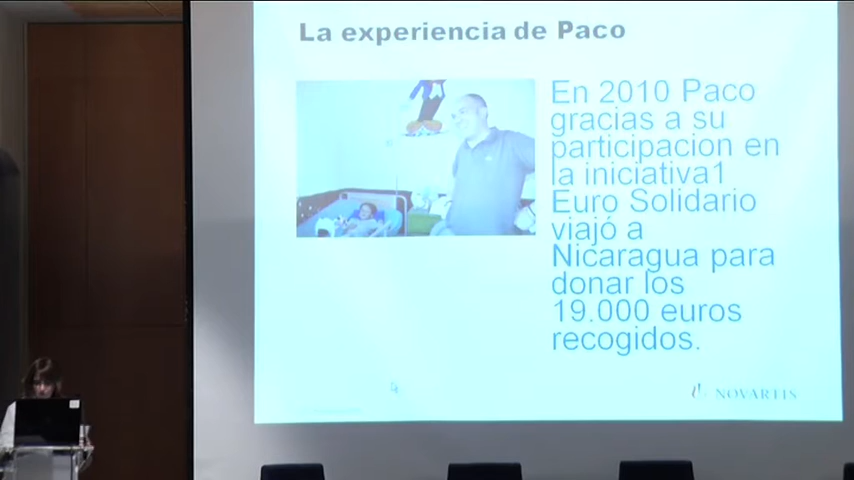 La experiencia de Paco
En 2010 Paco
gracias a su
participacion en
la iniciativa1
Euro Solidario
viajó a
Nicaragua para
donar los
19.000 euros
recogidos.
NOVARTIS